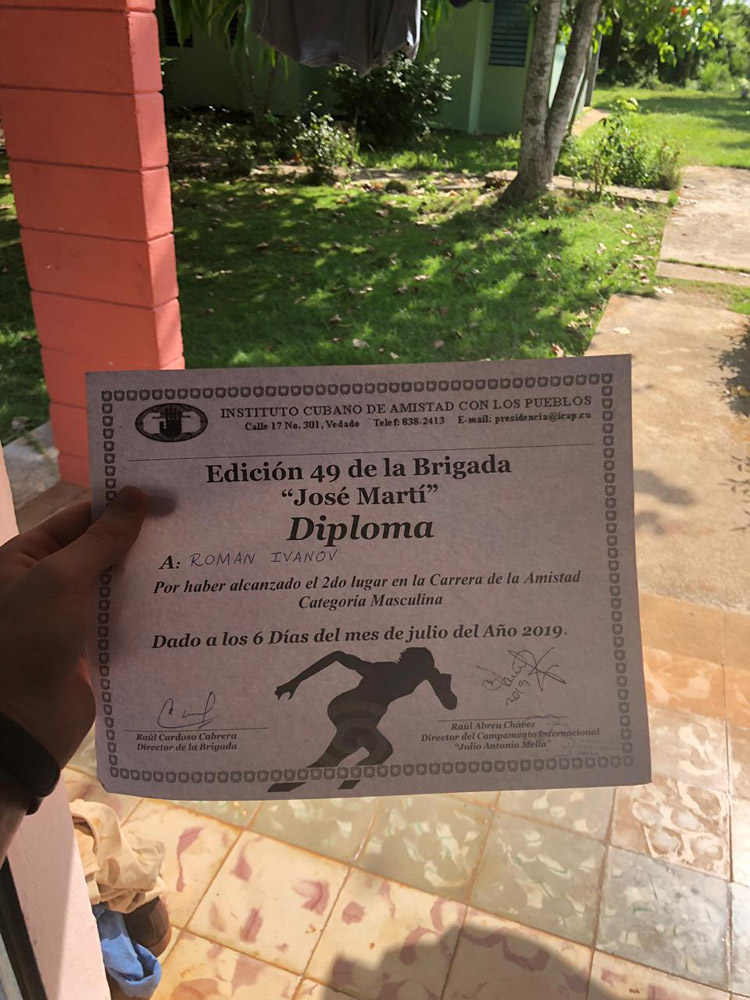 INSTITUTO CUBANO DE AMISTAD CON LOS PUEBLOS
Calle 17 No. 301, Vedado Telef: 838-2413 E-mail: presidencia@icap.cu
Edición 49 de la Brigada
“José Martí”
Diploma
A: ROMAN IVANOV
Por haber alcanzado el 2do lugar en la Carrera de la Amistad
Categoría Masculina
Dado a los 6 Días del mes de julio del Año 2019.
2019
Raúl Cardoso Cabrera
Director de la Brigada
Raúl Abreu Chávez
Director del Campamento Internacional
“Julio Antonio Mella”